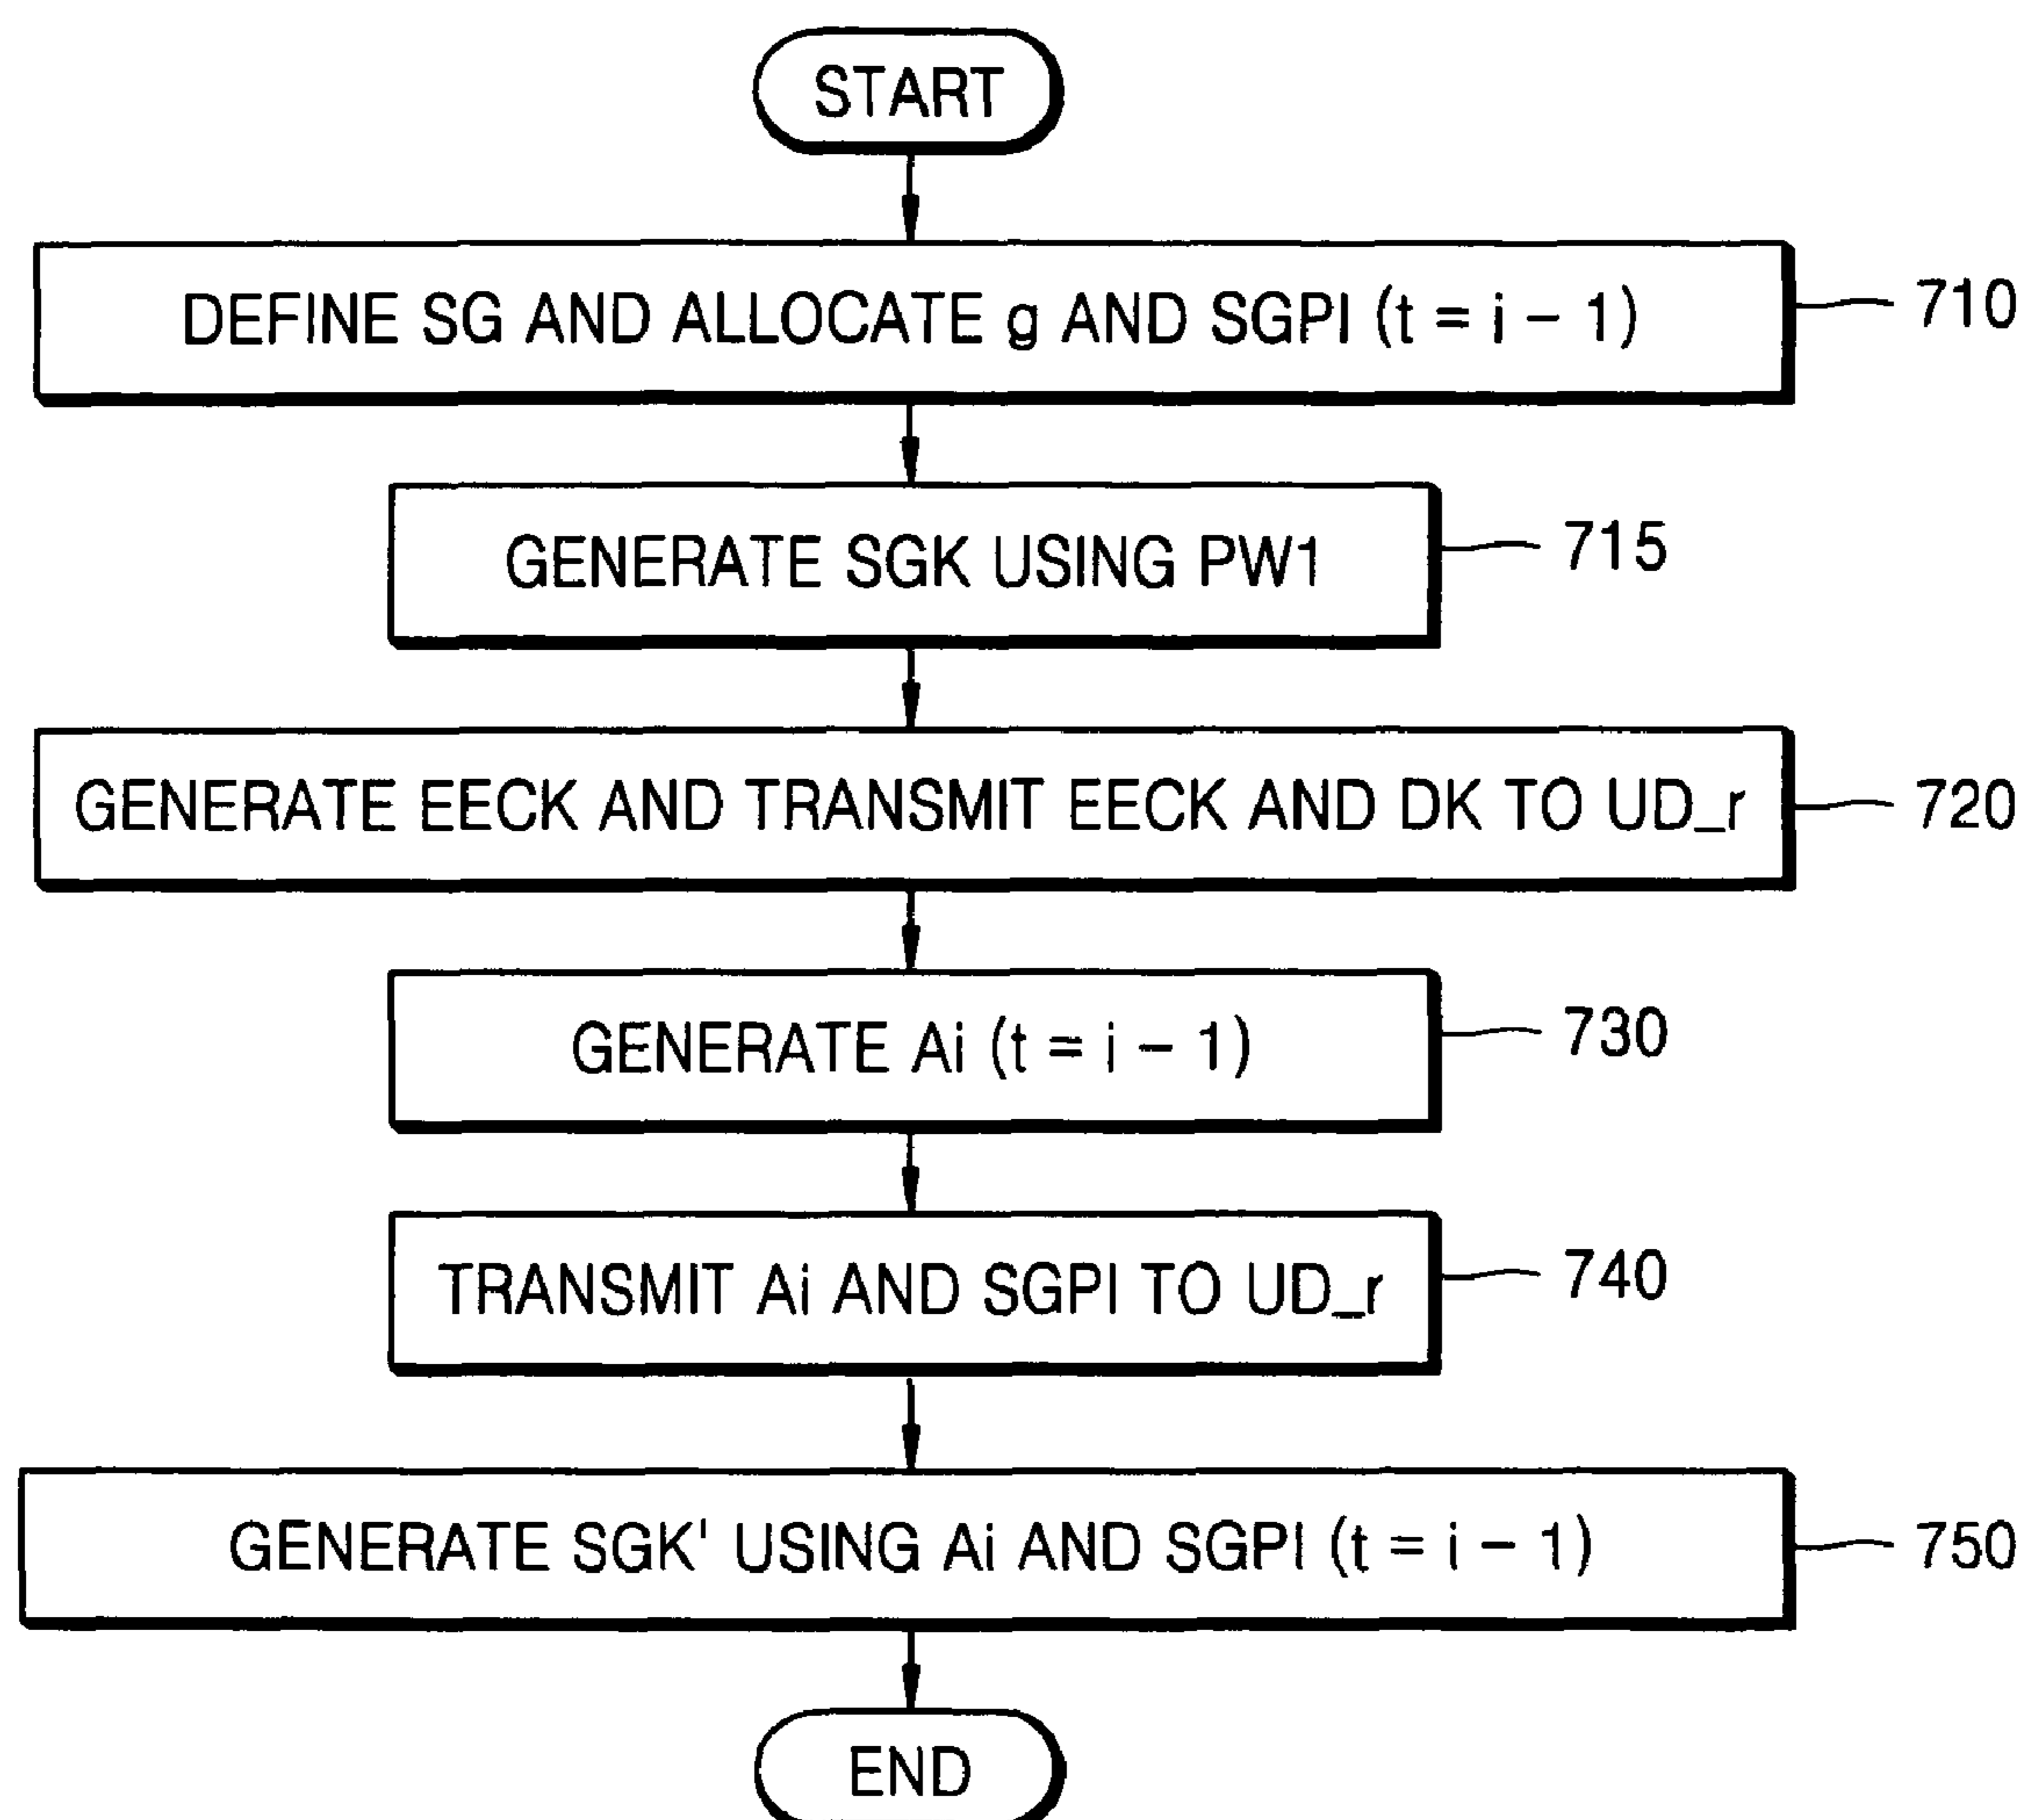 START
DEFINE SG AND ALLOCATE g AND SGPI (t = i − 1)
710
GENERATE SGK USING PW1
715
GENERATE EECK AND TRANSMIT EECK AND DK TO UD_r
720
GENERATE Ai (t = i − 1)
730
TRANSMIT Ai AND SGPI TO UD_r
740
GENERATE SGK' USING Ai AND SGPI (t = i − 1)
750
END